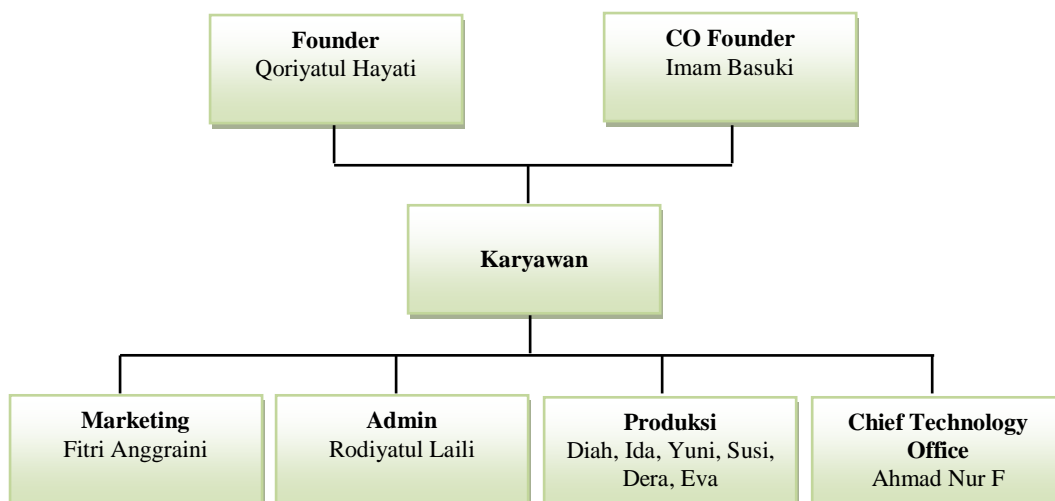 Founder
Qoriyatul Hayati
CO Founder
Imam Basuki
Karyawan
Marketing
Fitri Anggraini
Admin
Rodiyatul Laili
Produksi
Diah, Ida, Yuni, Susi,
Dera, Eva
Chief Technology
Office
Ahmad Nur F